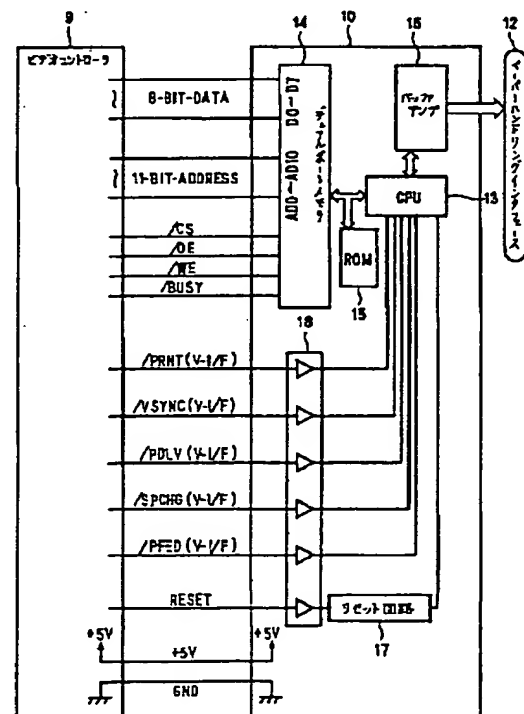 9
ビデオコントローラ
14
10
16
12
8-BIT-DATA
D0~D7
デュアルポートメモリ
11-BIT-ADDRESS
AD0~AD10
/CS
/OE
/WE
/BUSY
バッファアンプ
CPU
13
ROM
15
ペーパーハンドリングインタフェース
18
/PRNT(V-I/F)
/VSYNC(V-I/F)
/PDLV(V-I/F)
/SPCHG(V-I/F)
/PFED(V-I/F)
RESET
リセット回路
17
+5V
+5V
+5V
GND